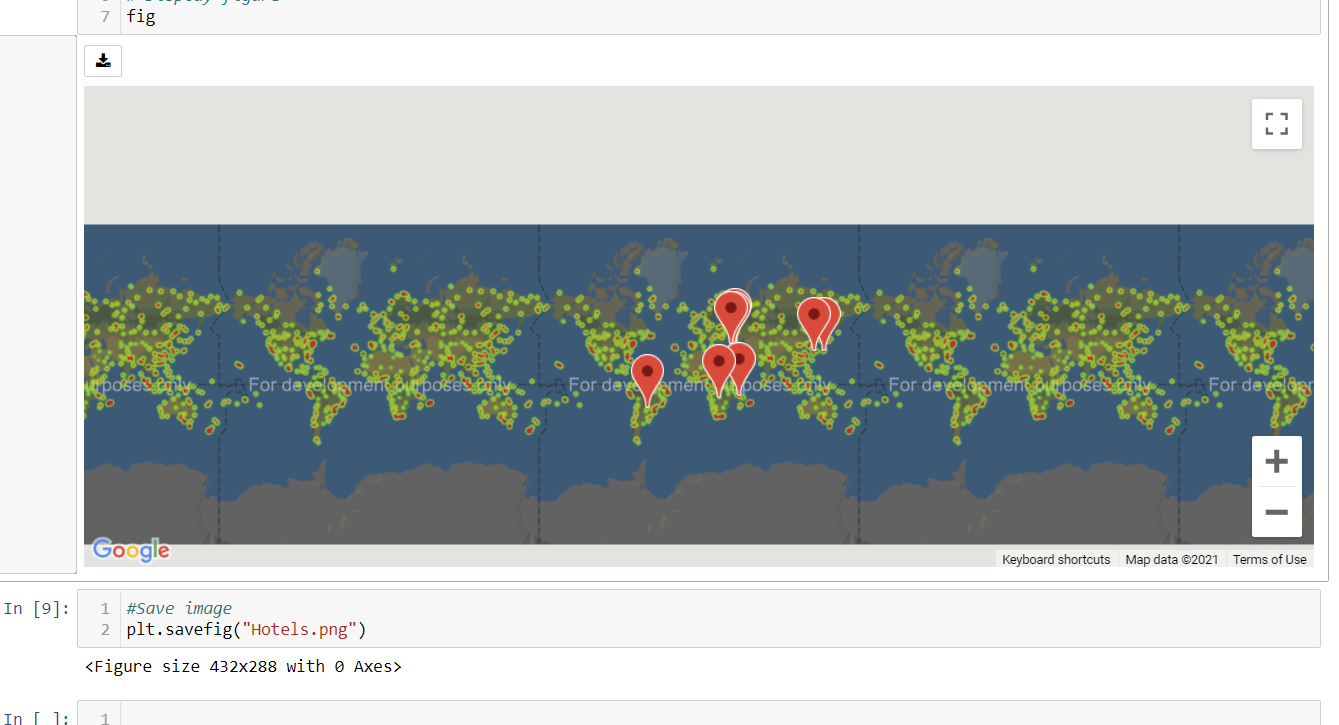 7 fig
urposes only
For development purposes only
For development purposes only
For development purposes only
For develop
Google
Keyboard shortcuts Map data ©2021 Terms of Use
In [9]:
1 #Save image
2 plt.savefig("Hotels.png")
<Figure size 432x288 with 0 Axes>
In [ ]:
1